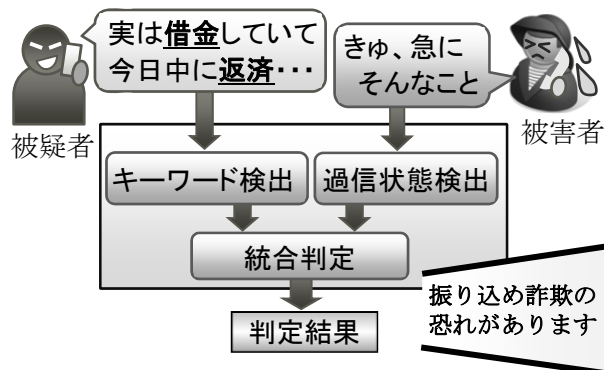 実は借金していて
今日中に返済･･･
きゅ、急に
そんなこと
被疑者
被害者
キーワード検出
過信状態検出
統合判定
判定結果
振り込め詐欺の
恐れがあります